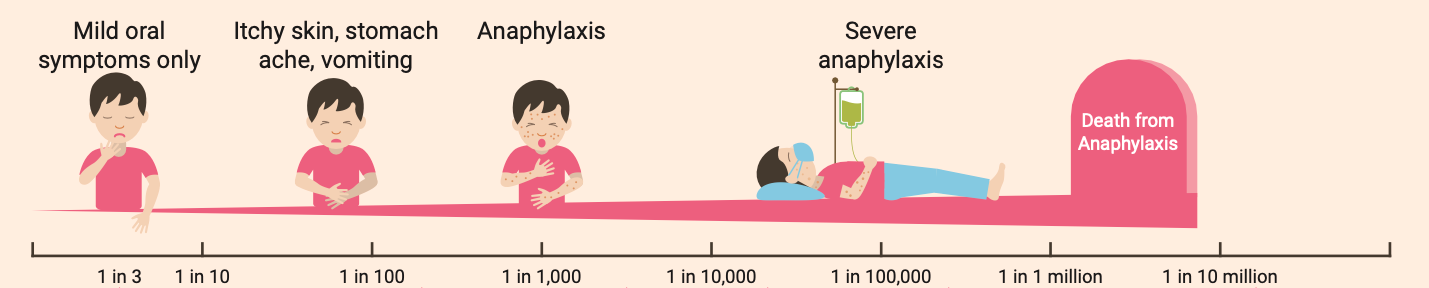 Mild oral
symptoms only
Itchy skin, stomach
ache, vomiting
Anaphylaxis
Severe
anaphylaxis
Death from
Anaphylaxis
1 in 3
1 in 10
1 in 100
1 in 1,000
1 in 10,000
1 in 100,000
1 in 1 million
1 in 10 million